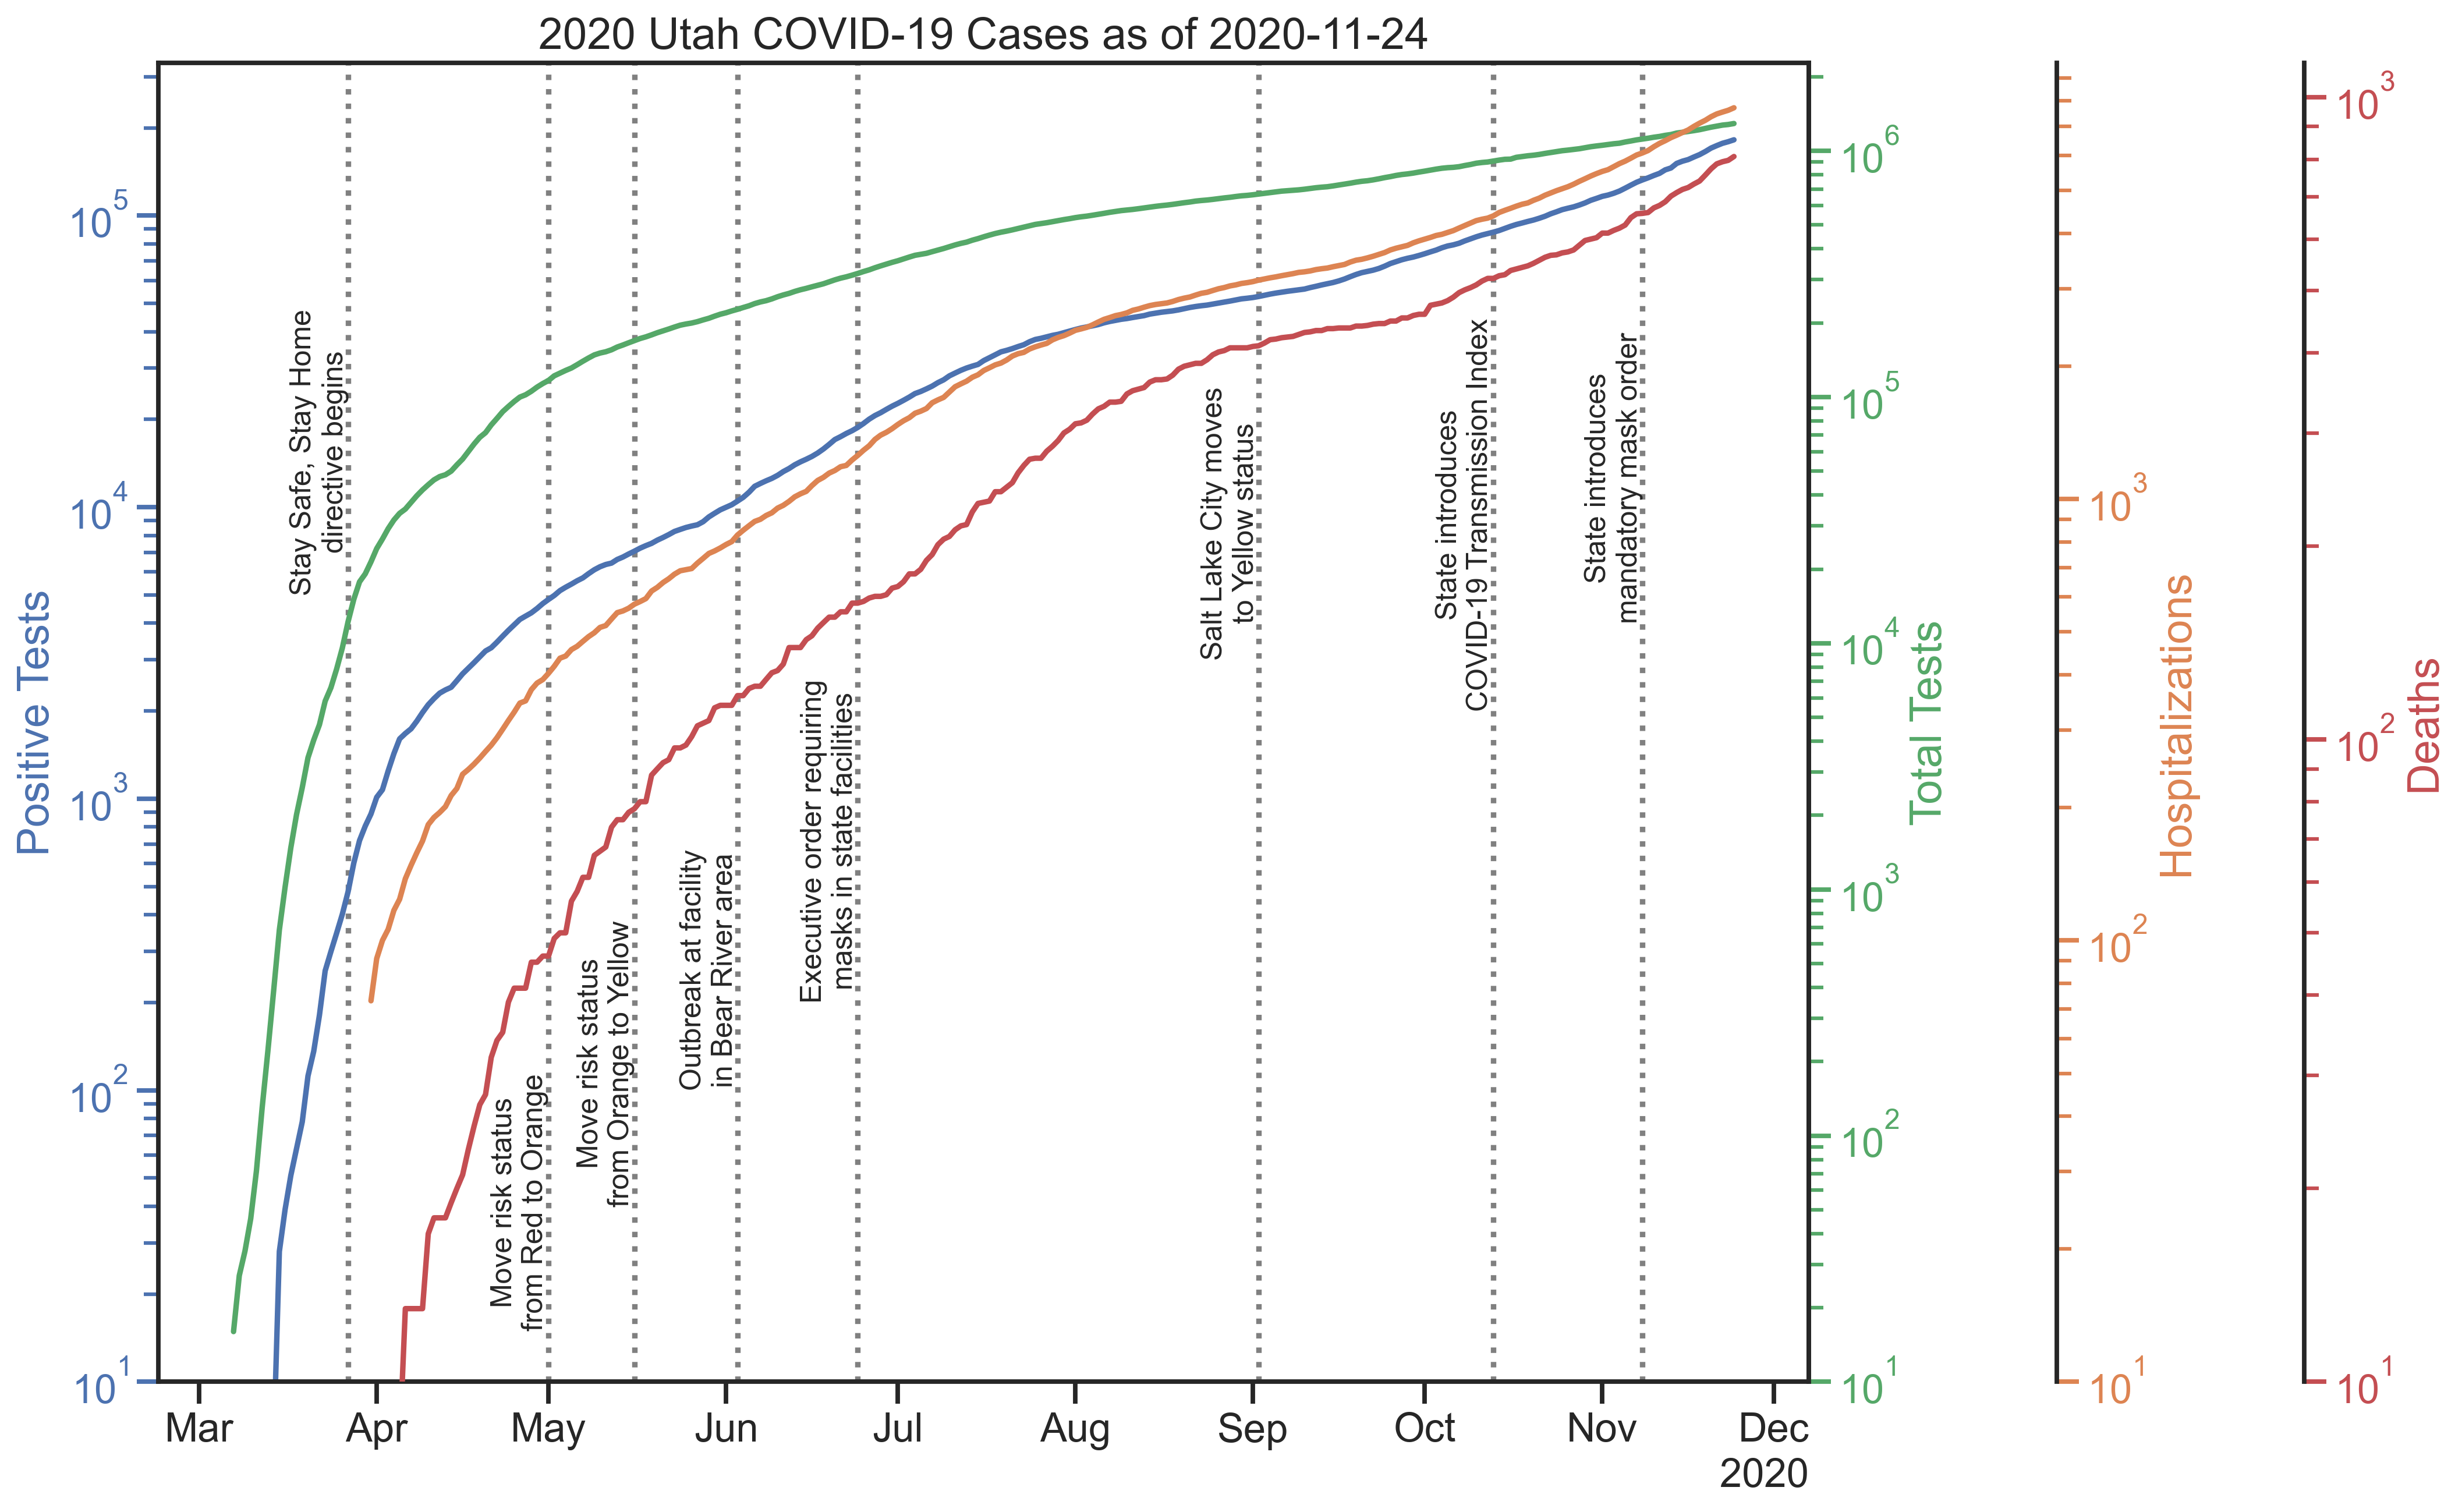 2020 Utah COVID-19 Cases as of 2020-11-24
Positive Tests
10^5
10^4
10^3
10^2
10^1
Stay Safe, Stay Home
directive begins
Move risk status
from Red to Orange
Move risk status
from Orange to Yellow
Outbreak at facility
in Bear River area
Executive order requiring
masks in state facilities
Salt Lake City moves
to Yellow status
State introduces
COVID-19 Transmission Index
State introduces
mandatory mask order
10^6
10^5
10^4
10^3
10^2
10^1
Total Tests
10^3
10^2
10^1
Hospitalizations
10^3
10^2
10^1
Deaths
Mar Apr May Jun Jul Aug Sep Oct Nov Dec
2020